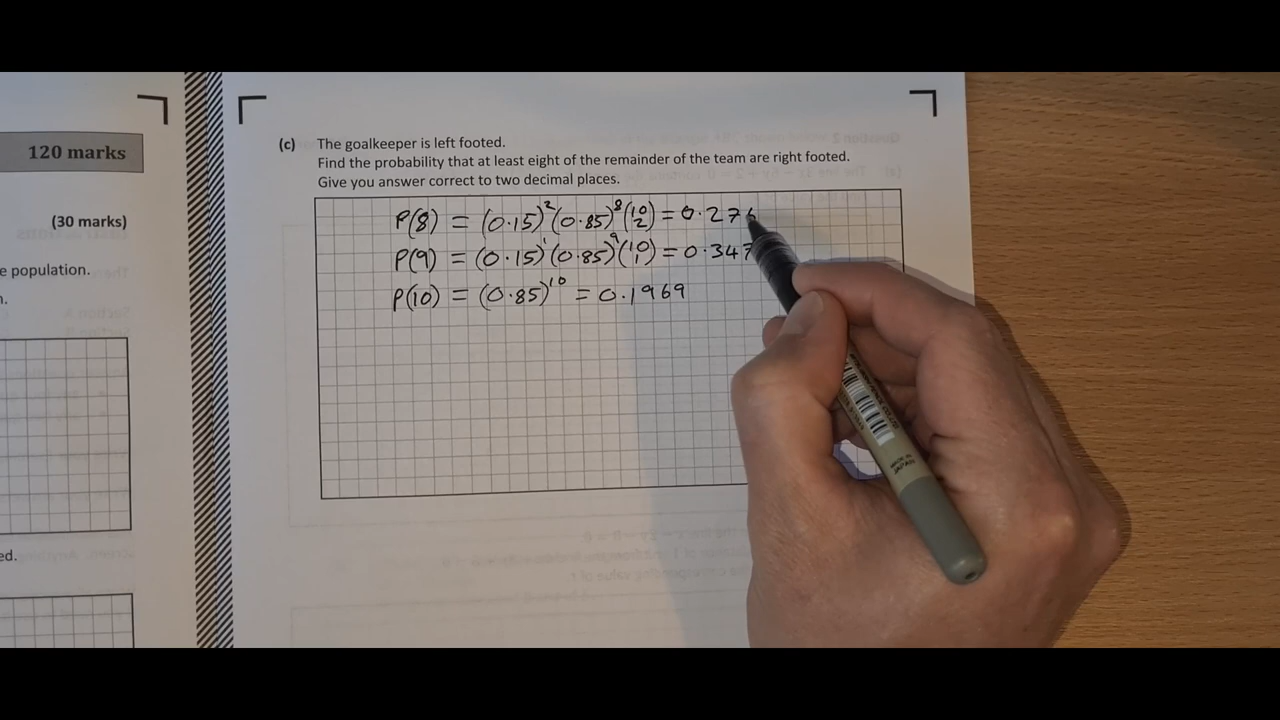 120 marks
(30 marks)
e population.
n.
ed.
(c) The goalkeeper is left footed.
Find the probability that at least eight of the remainder of the team are right footed.
Give you answer correct to two decimal places.
P(8) = (0.15)²(0.85)⁸(10 2) = 0.276
P(9) = (0.15)¹(0.85)⁹(10 1) = 0.347
P(10) = (0.85)¹⁰ = 0.1969
MADE IN
JAPAN